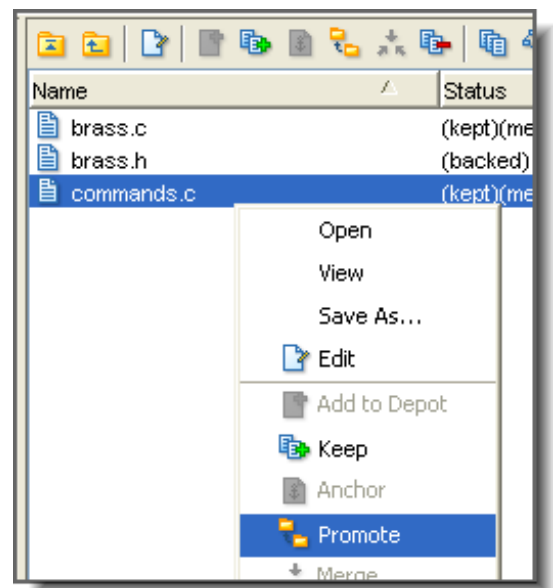 Name Status
brass.c (kept)(me
brass.h (backed)
commands.c (kept)(me
Open
View
Save As...
Edit
Add to Depot
Keep
Anchor
Promote
Merge